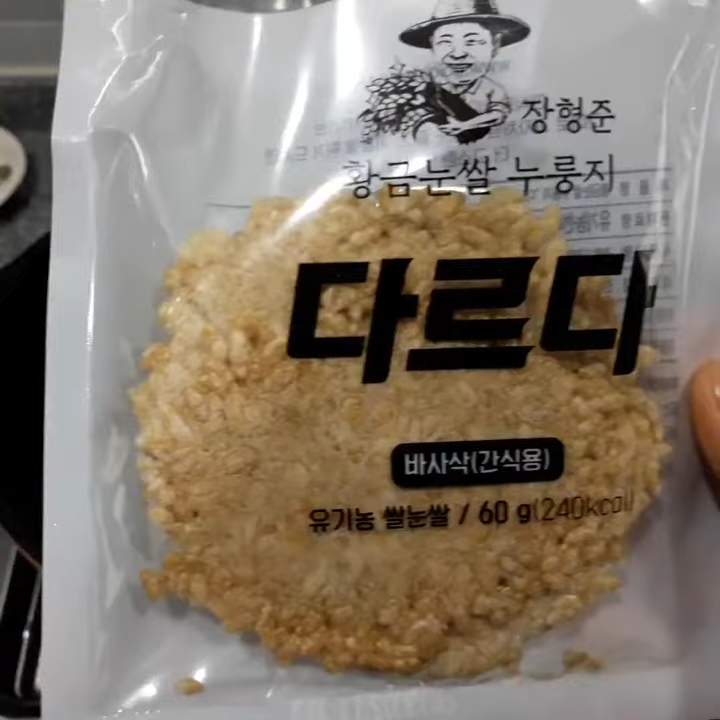 장형준
황금눈쌀 누룽지
다르다
바사삭(간식용)
유기농 쌀눈쌀 / 60 g(240kcal)